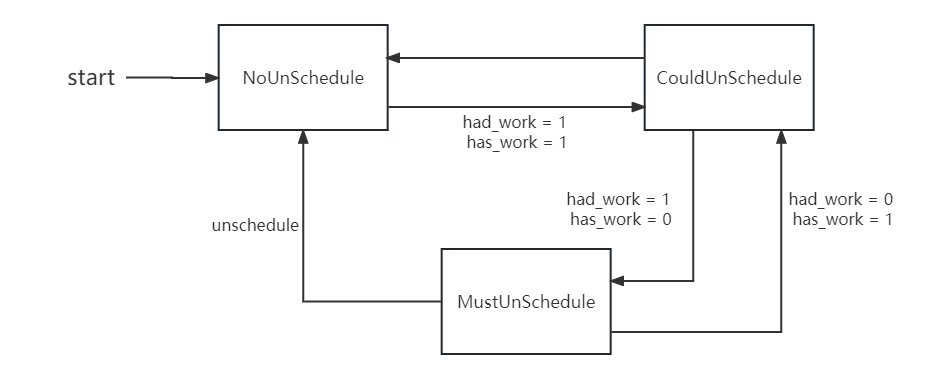 start
NoUnSchedule
CouldUnSchedule
had_work = 1
has_work = 1
had_work = 1
has_work = 0
had_work = 0
has_work = 1
unschedule
MustUnSchedule